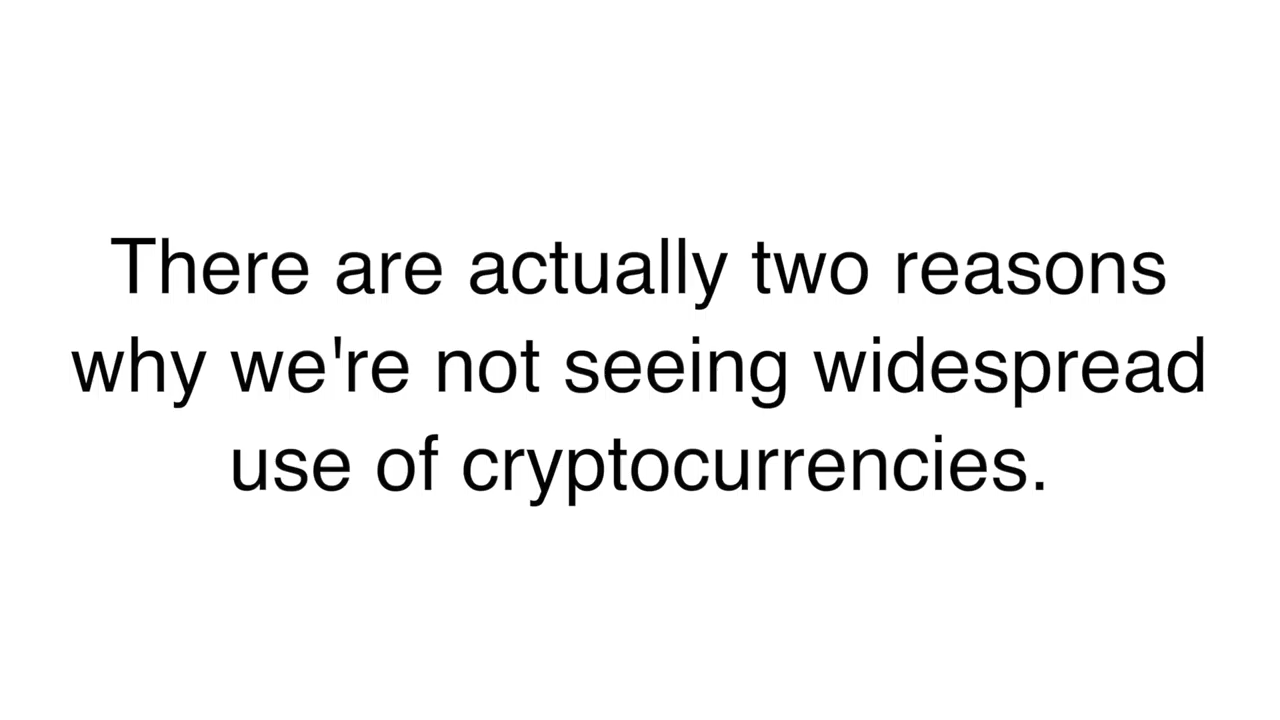 There are actually two reasons
why we're not seeing widespread
use of cryptocurrencies.